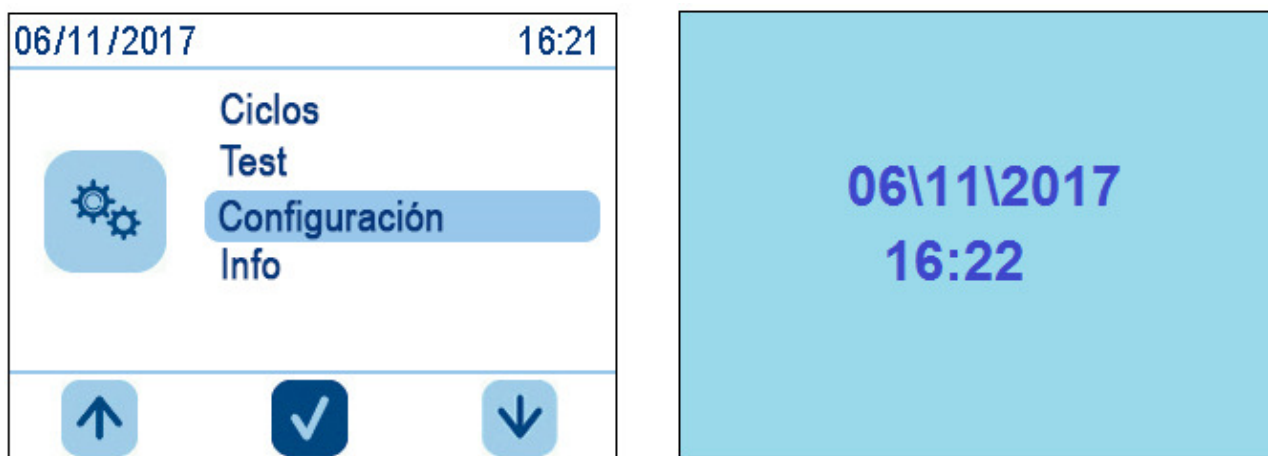 06/11/2017 16:21
Ciclos
Test
Configuración
Info
06\11\2017
16:22